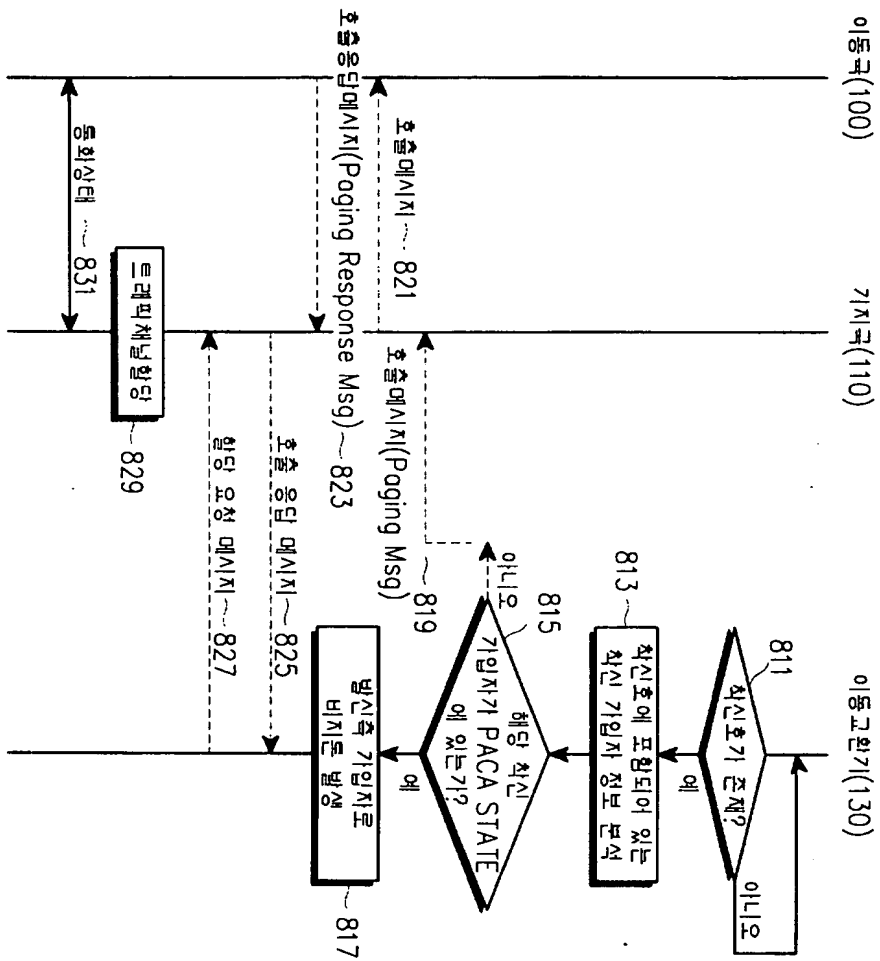 이동국(100)
기지국(110)
이동교환기(130)
811
착신호가 존재?
아니오
예
813
착신호에 포함되어 있는
착신 가입자 정보 분석
815
해당 착신
가입자가 PACA STATE
에 있는가?
아니오
예
발신측 가입자로
비지톤 발생
817
819
호출메시지(Paging Msg)
호출메시지
821
호출응답메시지(Paging Response Msg)
823
호출 응답 메시지
825
할당 요청 메시지
827
트래픽채널할당
829
통화상태
831